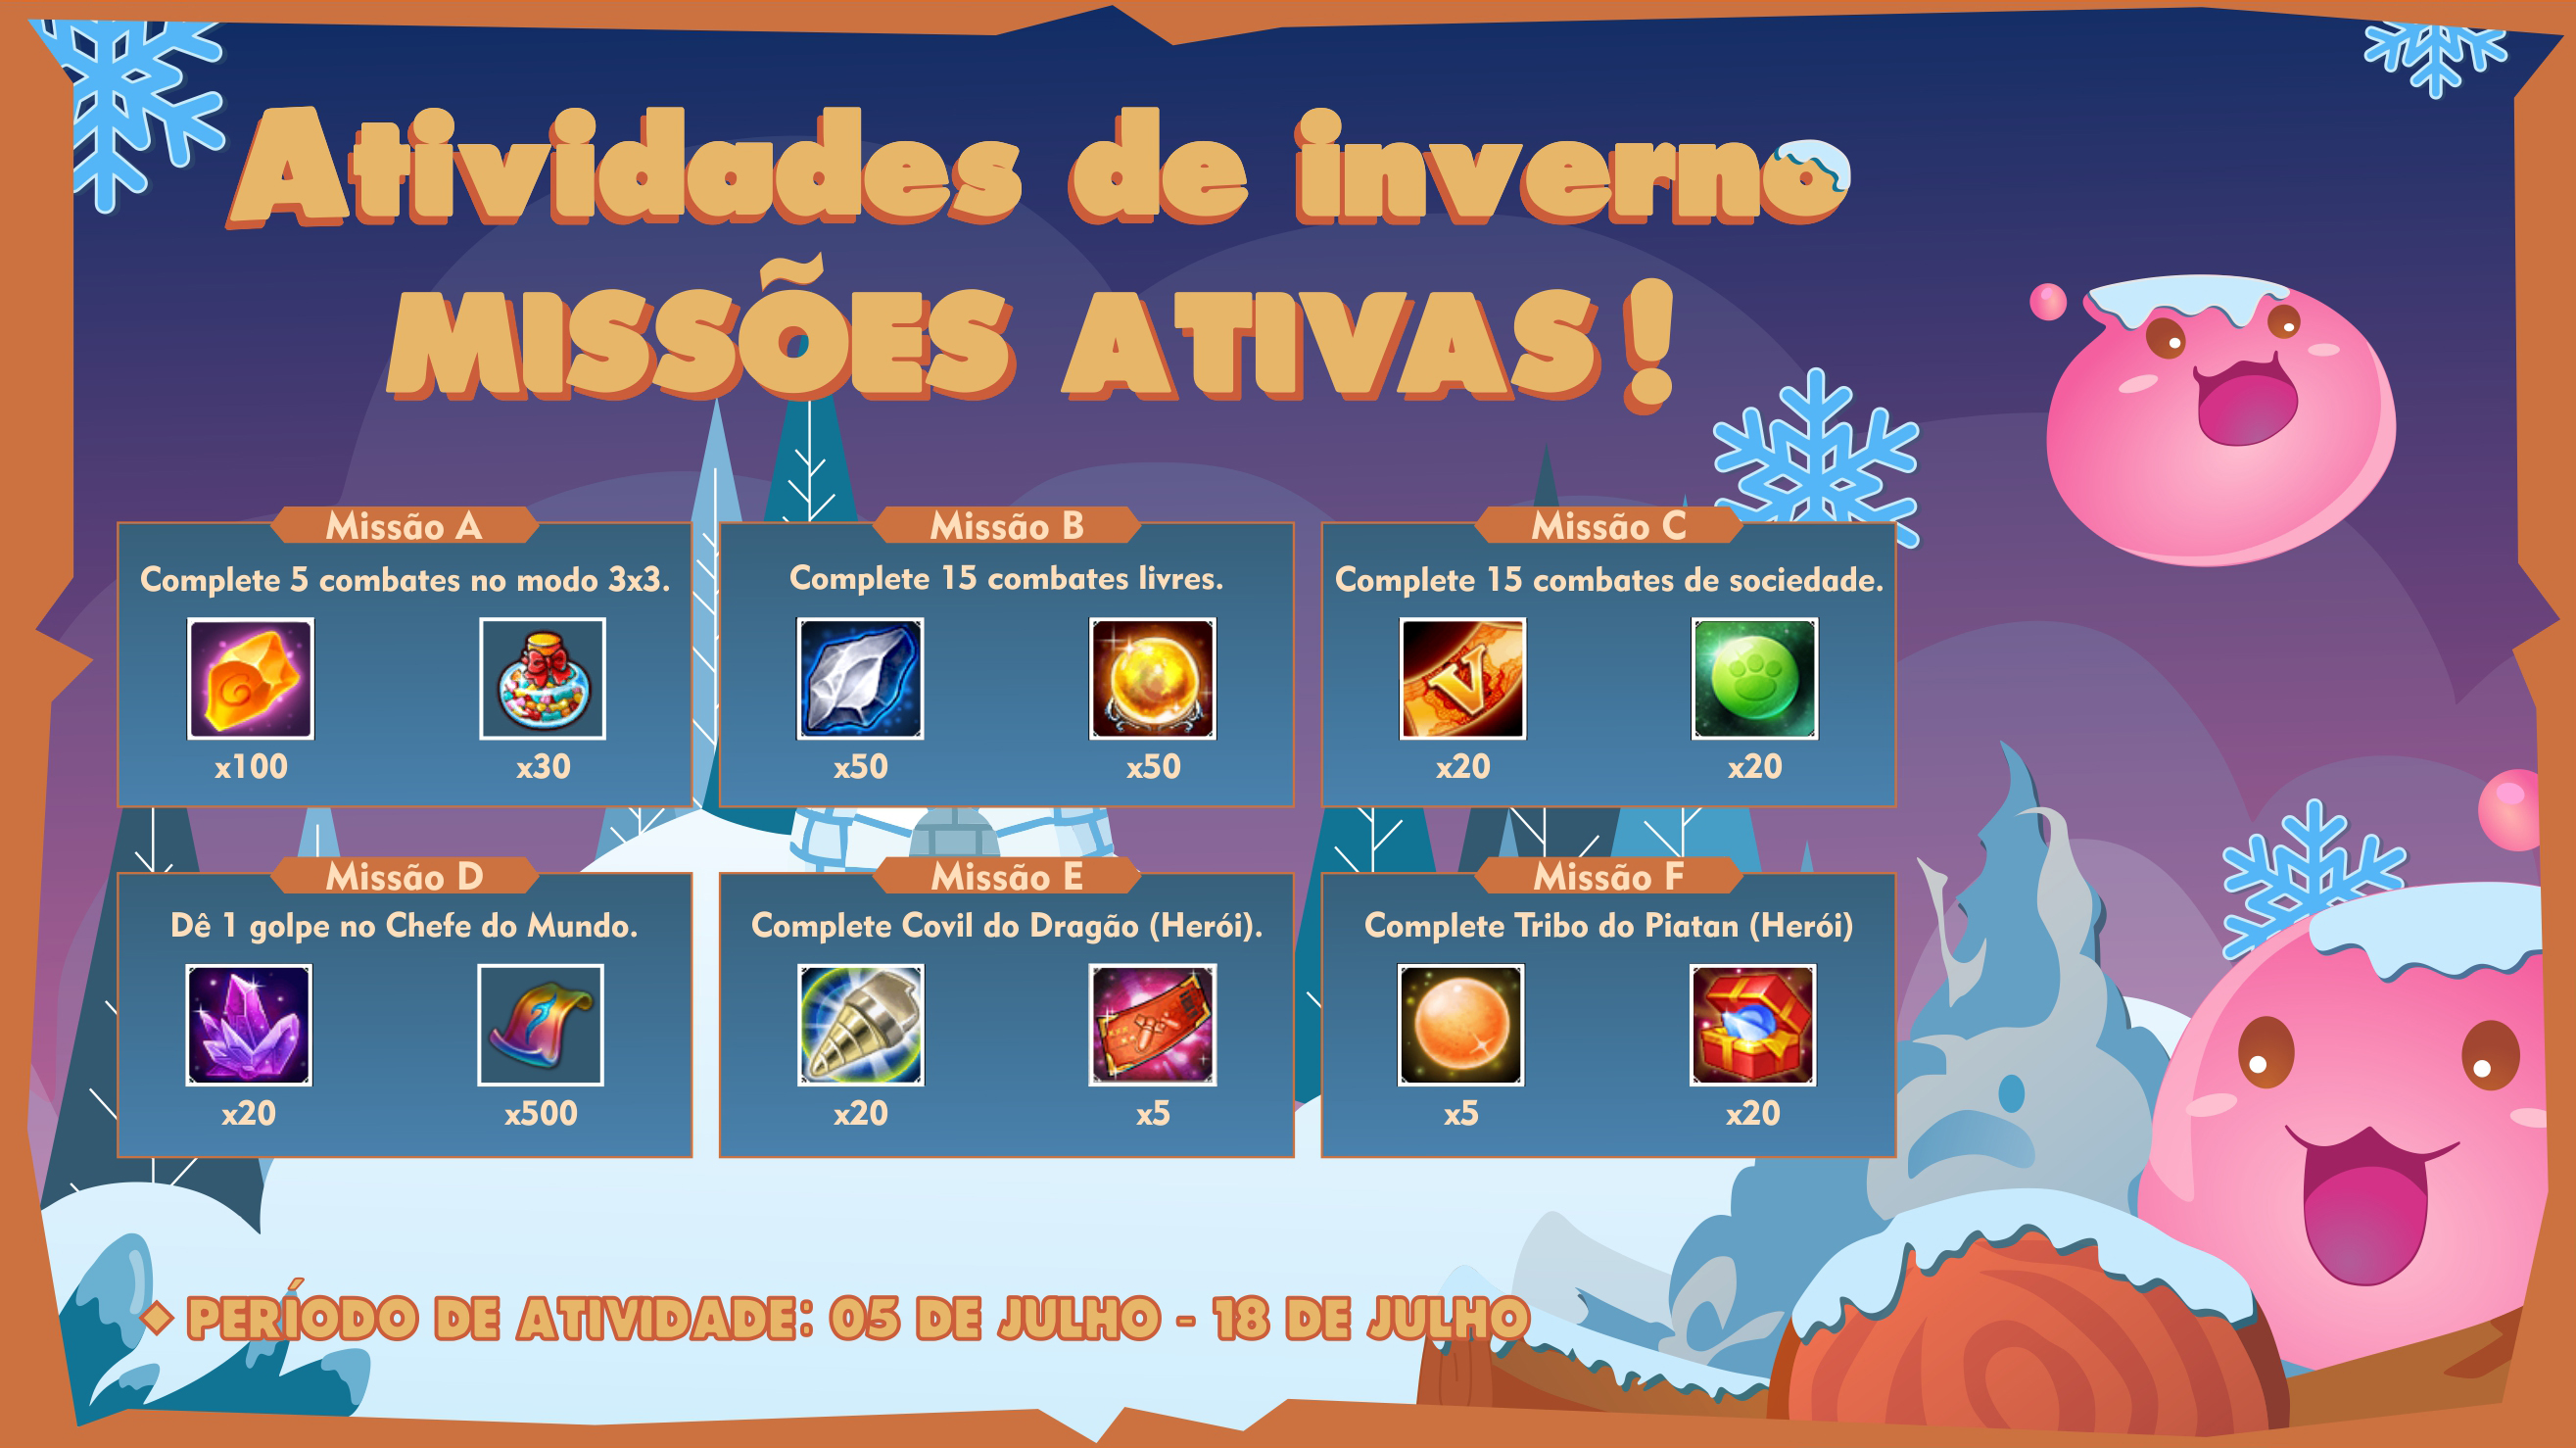 Atividades de inverno
MISSÕES ATIVAS!
Missão A
Complete 5 combates no modo 3x3.
x100
x30
Missão B
Complete 15 combates livres.
x50
x50
Missão C
Complete 15 combates de sociedade.
V
x20
x20
Missão D
Dê 1 golpe no Chefe do Mundo.
x20
x500
Missão E
Complete Covil do Dragão (Herói).
x20
x5
Missão F
Complete Tribo do Piatan (Herói)
x5
x20
PERÍODO DE ATIVIDADE: 05 DE JULHO - 18 DE JULHO